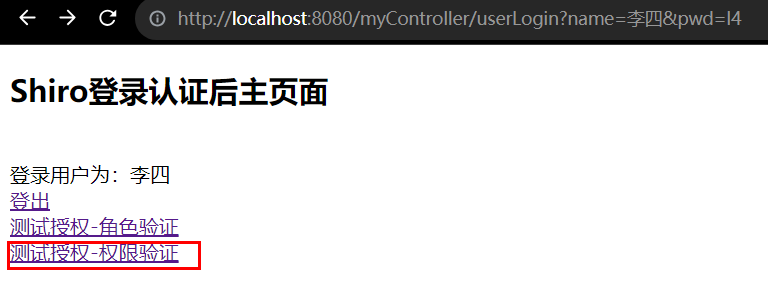 http://localhost:8080/myController/userLogin?name=李四&pwd=l4
Shiro登录认证后主页面
登录用户为：李四
登出
测试授权-角色验证
测试授权-权限验证